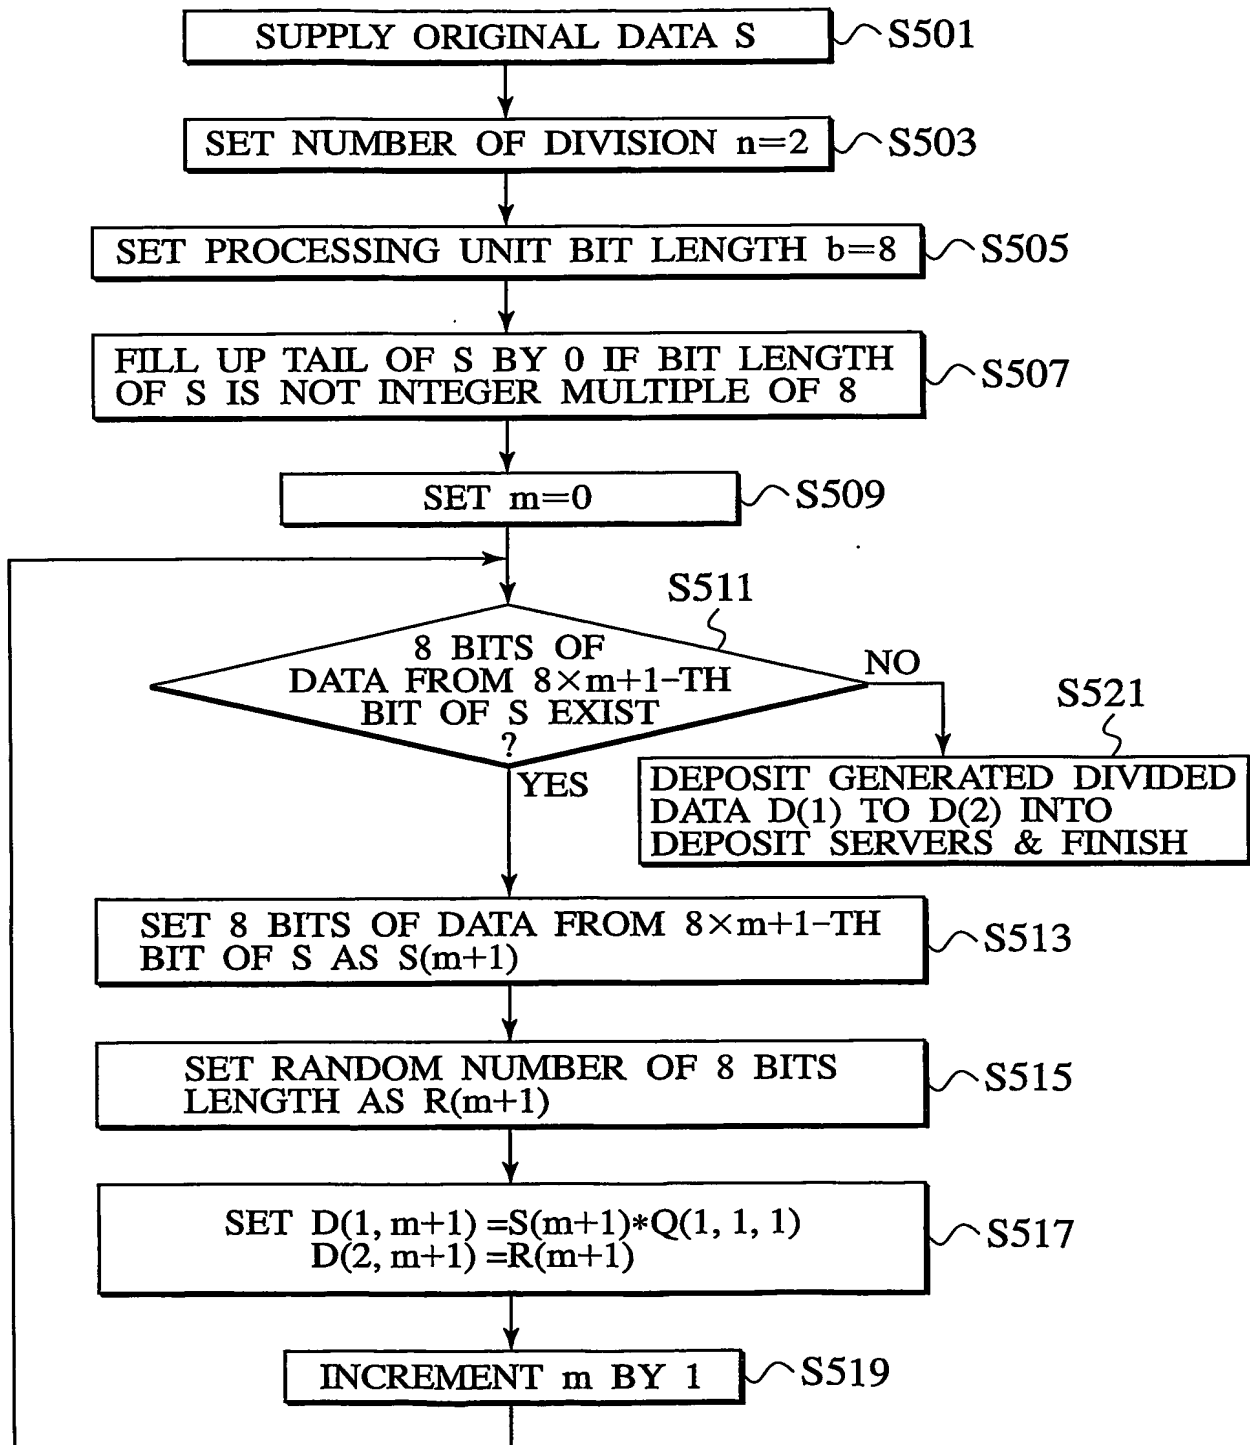 SUPPLY ORIGINAL DATA S
S501
SET NUMBER OF DIVISION n=2
S503
SET PROCESSING UNIT BIT LENGTH b=8
S505
FILL UP TAIL OF S BY 0 IF BIT LENGTH
OF S IS NOT INTEGER MULTIPLE OF 8
S507
SET m=0
S509
S511
8 BITS OF
DATA FROM 8×m+1-TH
BIT OF S EXIST
?
NO
YES
S521
DEPOSIT GENERATED DIVIDED
DATA D(1) TO D(2) INTO
DEPOSIT SERVERS & FINISH
SET 8 BITS OF DATA FROM 8×m+1-TH
BIT OF S AS S(m+1)
S513
SET RANDOM NUMBER OF 8 BITS
LENGTH AS R(m+1)
S515
SET D(1, m+1)=S(m+1)*Q(1, 1, 1)
D(2, m+1)=R(m+1)
S517
INCREMENT m BY 1
S519